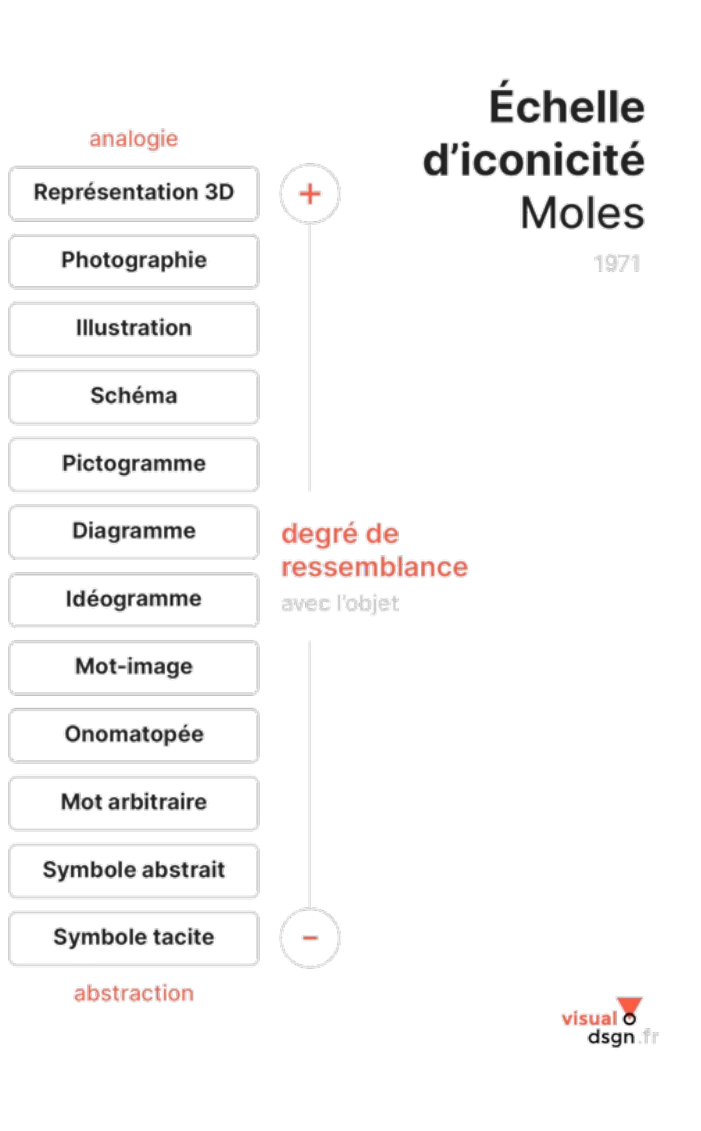 Échelle
d'iconicité
Moles
1971
analogie
Représentation 3D
+
Photographie
Illustration
Schéma
Pictogramme
Diagramme
degré de
ressemblance
avec l'objet
Idéogramme
Mot-image
Onomatopée
Mot arbitraire
Symbole abstrait
Symbole tacite
−
abstraction
visual
dsgn.fr